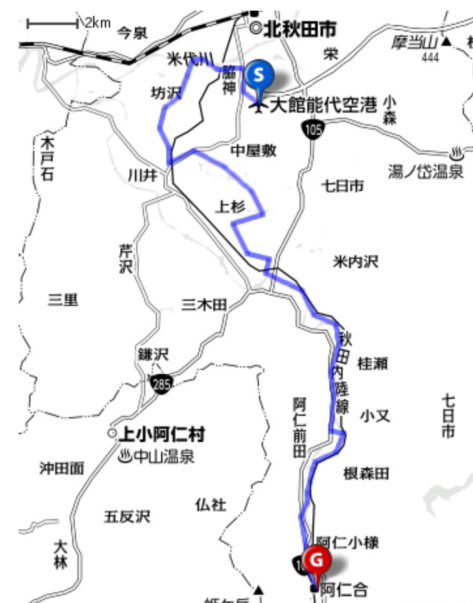 2km
今泉
北秋田市
摩当山
444
栄
米代川
脇神
S
坊沢
大館能代空港
小森
105
木戸石
中屋敷
湯ノ岱温泉
川井
七日市
上杉
芹沢
米内沢
三里
三木田
秋田内陸線
鎌沢
桂瀬
285
七日市
阿仁前田
小又
上小阿仁村
中山温泉
沖田面
根森田
仏社
五反沢
大林
阿仁小様
G
阿仁合